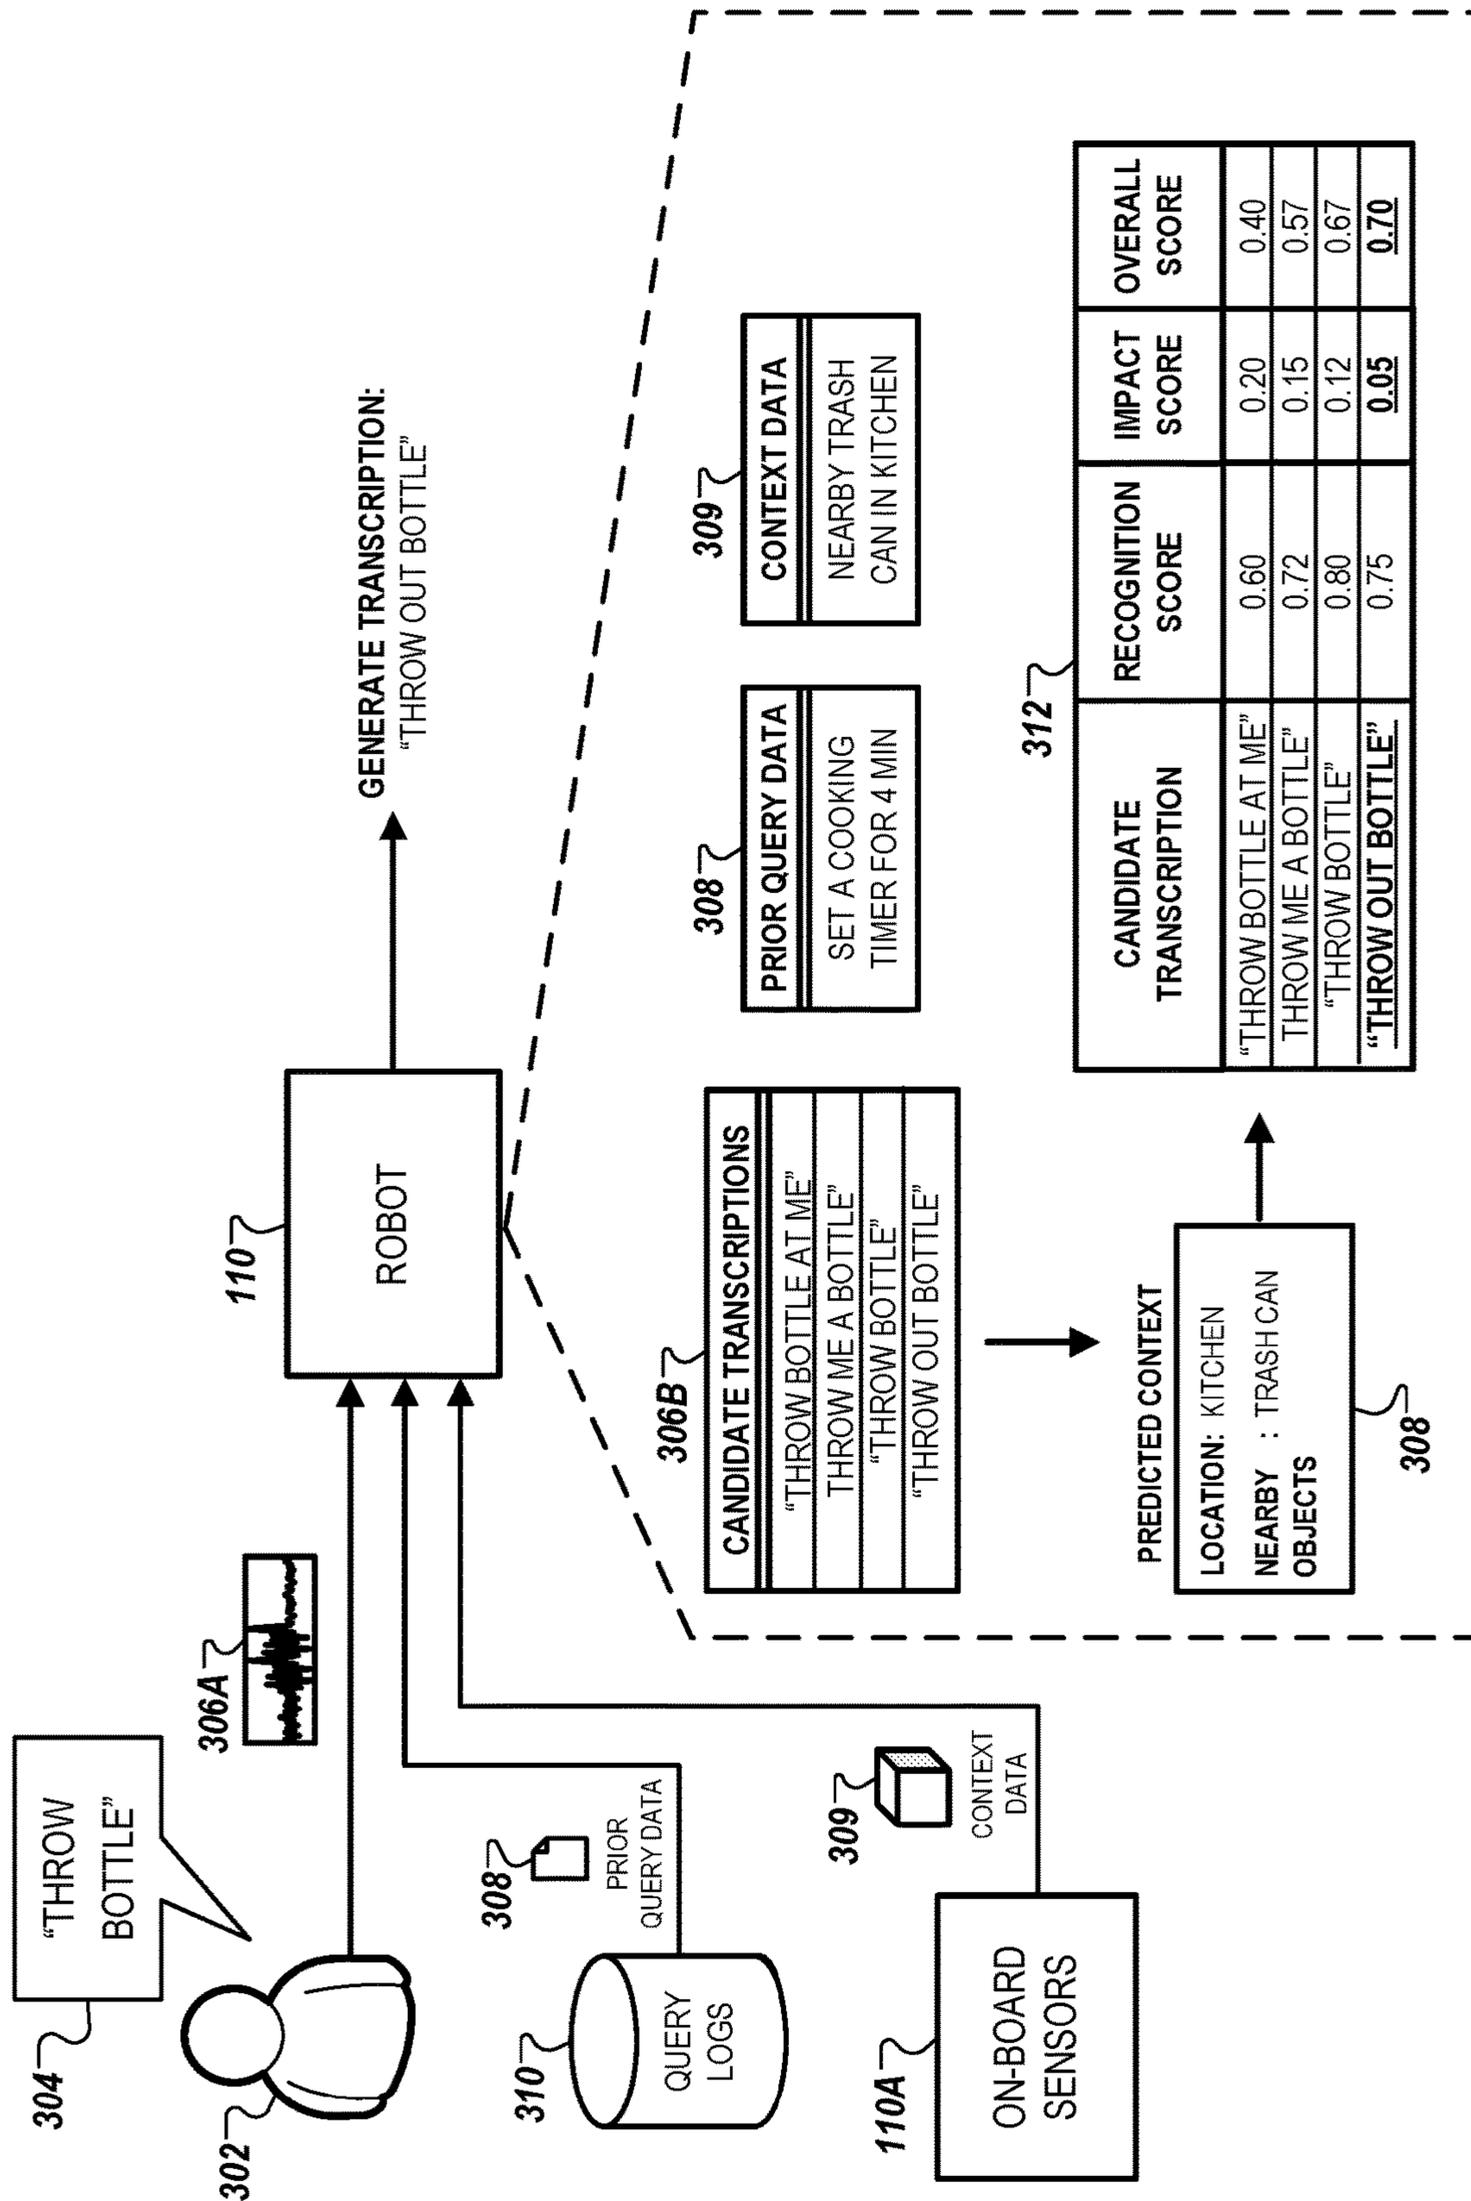 304
"THROW
BOTTLE"
302
306A
110
ROBOT
GENERATE TRANSCRIPTION:
"THROW OUT BOTTLE"
310
QUERY
LOGS
308
PRIOR
QUERY DATA
110A
ON-BOARD
SENSORS
309
CONTEXT
DATA
306B
CANDIDATE TRANSCRIPTIONS
"THROW BOTTLE AT ME"
THROW ME A BOTTLE"
"THROW BOTTLE"
"THROW OUT BOTTLE"
308
PRIOR QUERY DATA
SET A COOKING
TIMER FOR 4 MIN
309
CONTEXT DATA
NEARBY TRASH
CAN IN KITCHEN
PREDICTED CONTEXT
LOCATION: KITCHEN
NEARBY : TRASH CAN
OBJECTS
308
312
CANDIDATE TRANSCRIPTION RECOGNITION SCORE IMPACT SCORE OVERALL SCORE
"THROW BOTTLE AT ME" 0.60 0.20 0.40
THROW ME A BOTTLE" 0.72 0.15 0.57
"THROW BOTTLE" 0.80 0.12 0.67
"THROW OUT BOTTLE" 0.75 0.05 0.70